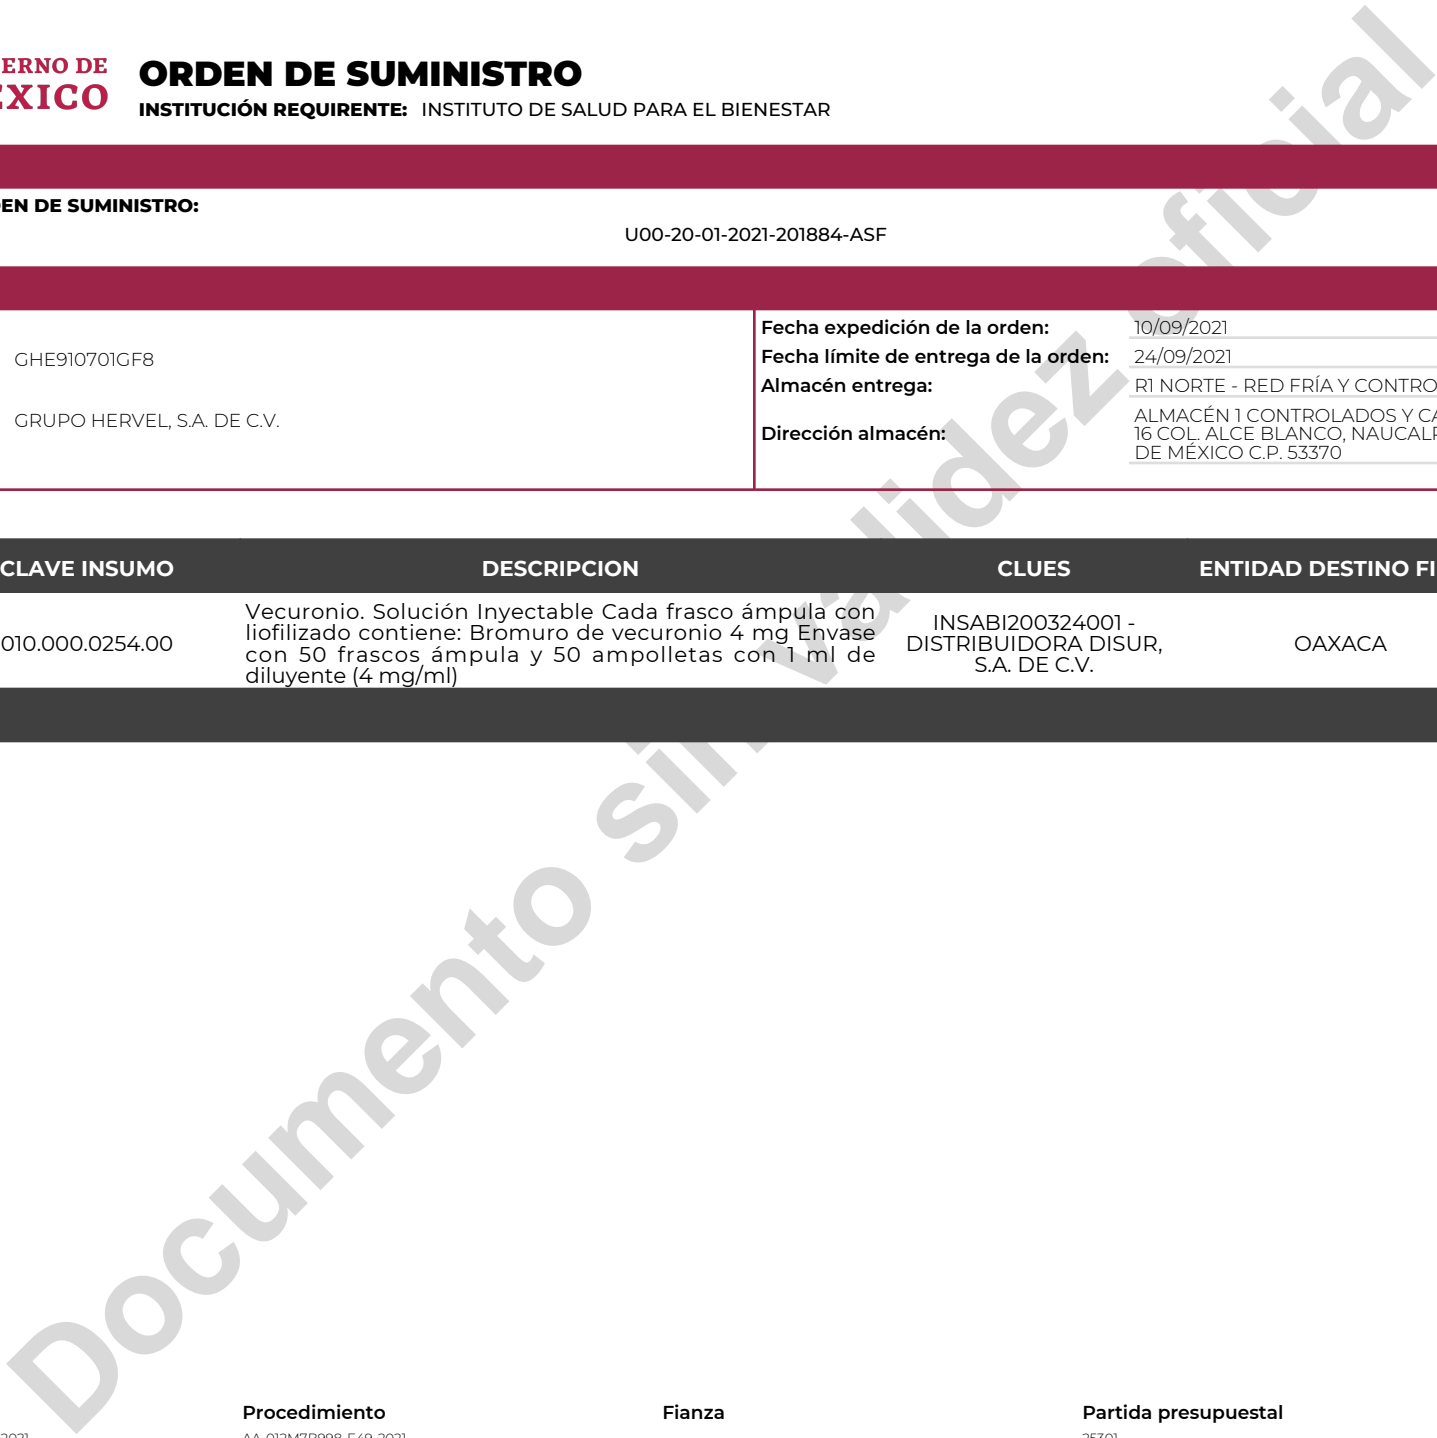 ERNO DE
ÉXICO
ORDEN DE SUMINISTRO
INSTITUCIÓN REQUIRENTE: INSTITUTO DE SALUD PARA EL BIENESTAR
EN DE SUMINISTRO:
U00-20-01-2021-201884-ASF
GHE910701GF8
GRUPO HERVEL, S.A. DE C.V.
Fecha expedición de la orden: 10/09/2021
Fecha límite de entrega de la orden: 24/09/2021
Almacén entrega: R1 NORTE - RED FRÍA Y CONTRO
Dirección almacén:
ALMACÉN 1 CONTROLADOS Y CA
16 COL. ALCE BLANCO, NAUCALP
DE MÉXICO C.P. 53370
CLAVE INSUMO DESCRIPCION CLUES ENTIDAD DESTINO FI
010.000.0254.00
Vecuronio. Solución Inyectable Cada frasco ámpula con
liofilizado contiene: Bromuro de vecuronio 4 mg Envase
con 50 frascos ámpula y 50 ampolletas con 1 ml de
diluyente (4 mg/ml)
INSABI200324001 -
DISTRIBUIDORA DISUR,
S.A. DE C.V.
OAXACA
Documento sin validez oficial
Procedimiento Fianza Partida presupuestal